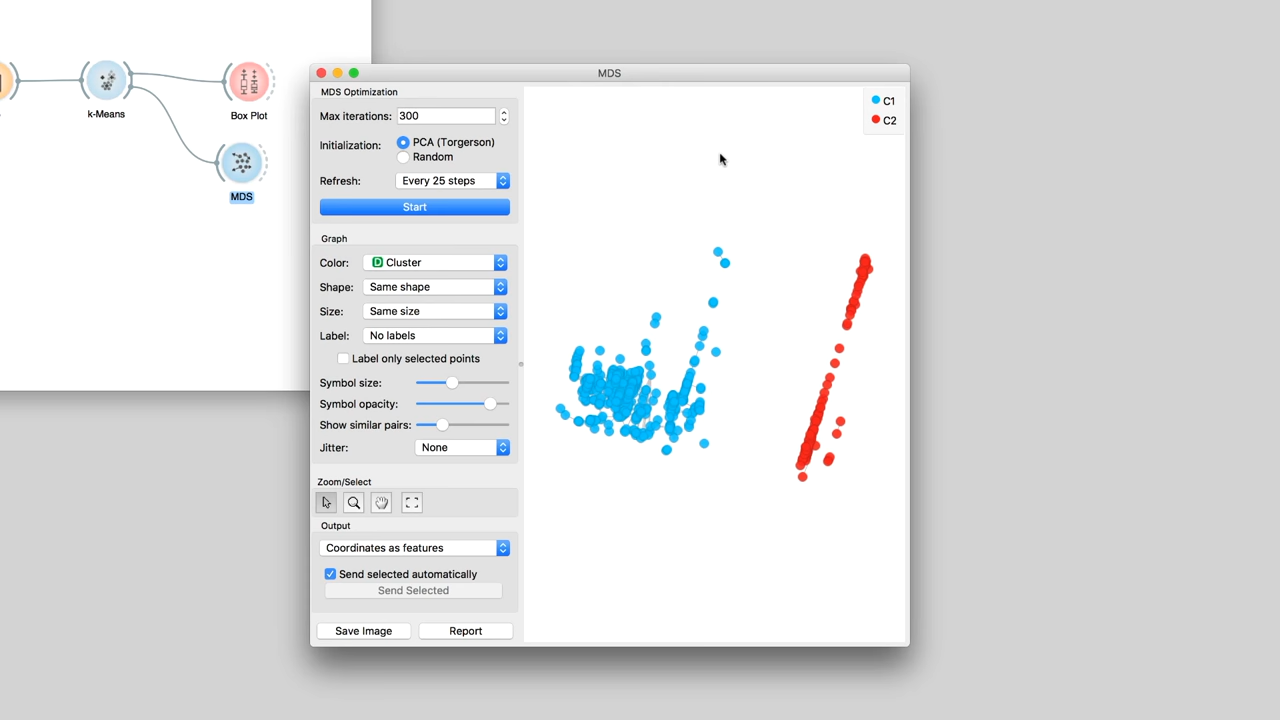 k-Means
Box Plot
MDS
MDS
MDS Optimization
Max iterations: 300
Initialization: PCA (Torgerson)
Random
Refresh: Every 25 steps
Start
Graph
Color: D Cluster
Shape: Same shape
Size: Same size
Label: No labels
Label only selected points
Symbol size:
Symbol opacity:
Show similar pairs:
Jitter: None
Zoom/Select
Output
Coordinates as features
Send selected automatically
Send Selected
Save Image Report
C1
C2